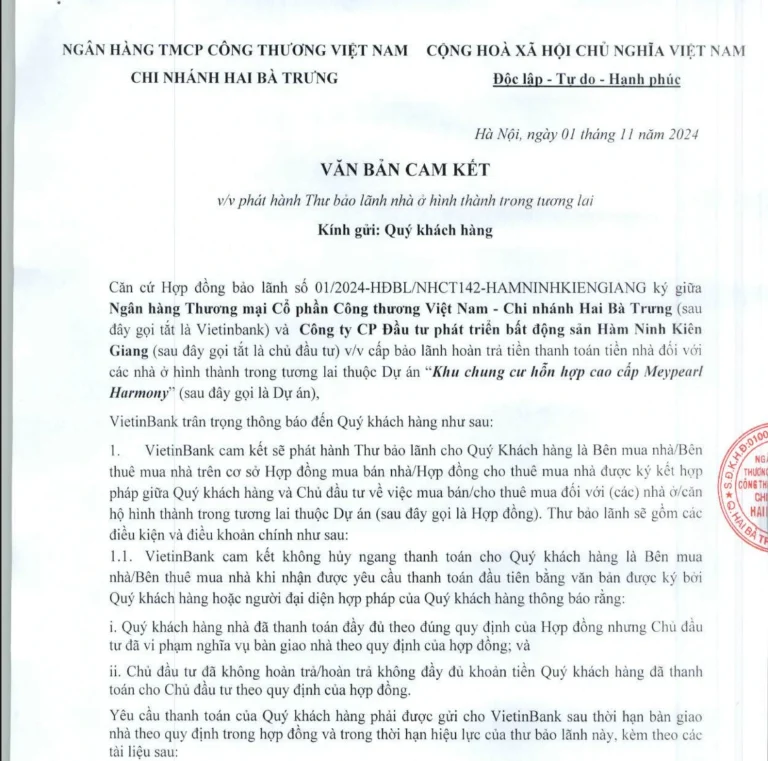 NGÂN HÀNG TMCP CÔNG THƯƠNG VIỆT NAM CỘNG HOÀ XÃ HỘI CHỦ NGHĨA VIỆT NAM
CHI NHÁNH HAI BÀ TRƯNG Độc lập - Tự do - Hạnh phúc
Hà Nội, ngày 01 tháng 11 năm 2024
VĂN BẢN CAM KẾT
v/v phát hành Thư bảo lãnh nhà ở hình thành trong tương lai
Kính gửi: Quý khách hàng
Căn cứ Hợp đồng bảo lãnh số 01/2024-HĐBL/NHCT142-HAMNINHKIENGIANG ký giữa
Ngân hàng Thương mại Cổ phần Công thương Việt Nam - Chi nhánh Hai Bà Trưng (sau
đây gọi tắt là Vietinbank) và Công ty CP Đầu tư phát triển bất động sản Hàm Ninh Kiên
Giang (sau đây gọi tắt là chủ đầu tư) v/v cấp bảo lãnh hoàn trả tiền thanh toán tiền nhà đối với
các nhà ở hình thành trong tương lai thuộc Dự án “Khu chung cư hỗn hợp cao cấp Meypearl
Harmony” (sau đây gọi là Dự án),
VietinBank trân trọng thông báo đến Quý khách hàng như sau:
1. VietinBank cam kết sẽ phát hành Thư bảo lãnh cho Quý Khách hàng là Bên mua nhà/Bên
thuê mua nhà trên cơ sở Hợp đồng mua bán nhà/Hợp đồng cho thuê mua nhà được ký kết hợp
pháp giữa Quý khách hàng và Chủ đầu tư về việc mua bán/cho thuê mua đối với (các) nhà ở/căn
hộ hình thành trong tương lai thuộc Dự án (sau đây gọi là Hợp đồng). Thư bảo lãnh sẽ gồm các
điều kiện và điều khoản chính như sau:
1.1. VietinBank cam kết không hủy ngang thanh toán cho Quý khách hàng là Bên mua
nhà/Bên thuê mua nhà khi nhận được yêu cầu thanh toán đầu tiên bằng văn bản được ký bởi
Quý khách hàng hoặc người đại diện hợp pháp của Quý khách hàng thông báo rằng:
i. Quý khách hàng nhà đã thanh toán đầy đủ theo đúng quy định của Hợp đồng nhưng Chủ đầu
tư đã vi phạm nghĩa vụ bàn giao nhà theo quy định của hợp đồng; và
ii. Chủ đầu tư đã không hoàn trả/hoàn trả không đầy đủ khoản tiền Quý khách hàng đã thanh
toán cho Chủ đầu tư theo quy định của hợp đồng.
Yêu cầu thanh toán của Quý khách hàng phải được gửi cho VietinBank sau thời hạn bàn giao
nhà theo quy định trong hợp đồng và trong thời hạn hiệu lực của thư bảo lãnh này, kèm theo các
tài liệu sau: